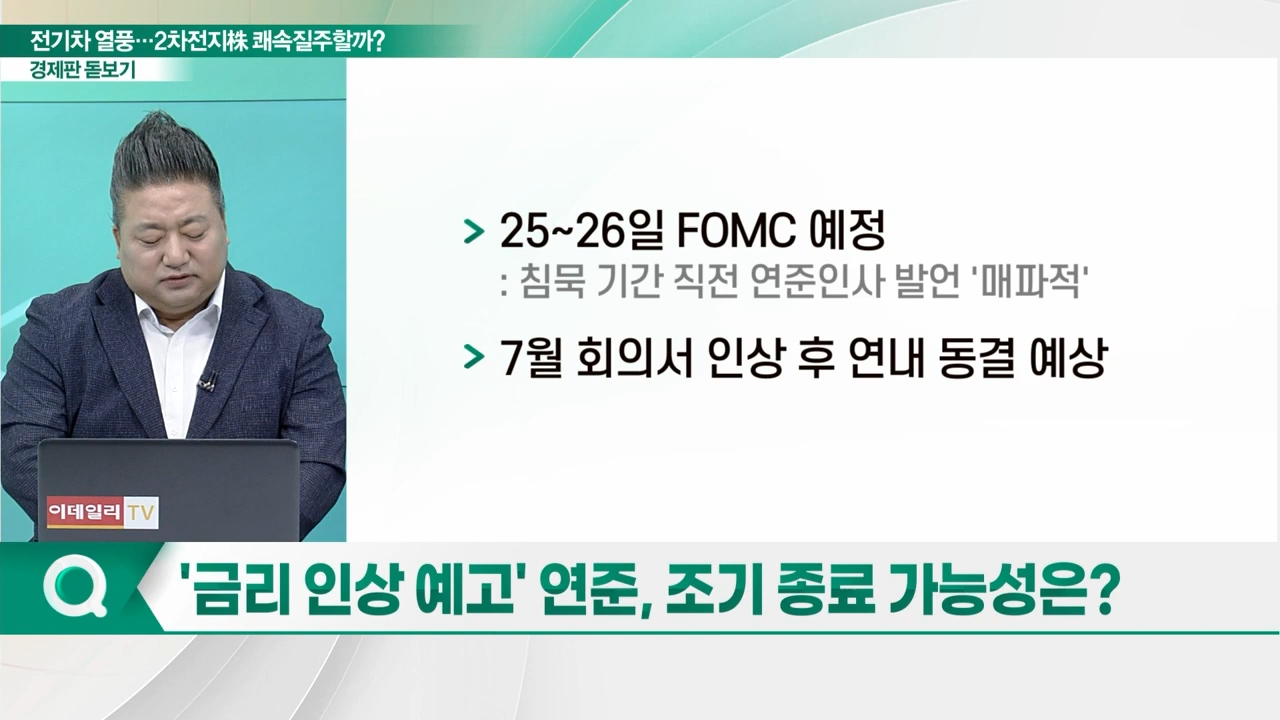 전기차 열풍…2차전지株 쾌속질주할까?
경제판 돋보기
> 25~26일 FOMC 예정
: 침묵 기간 직전 연준인사 발언 '매파적'
> 7월 회의서 인상 후 연내 동결 예상
이데일리 TV
'금리 인상 예고' 연준, 조기 종료 가능성은?